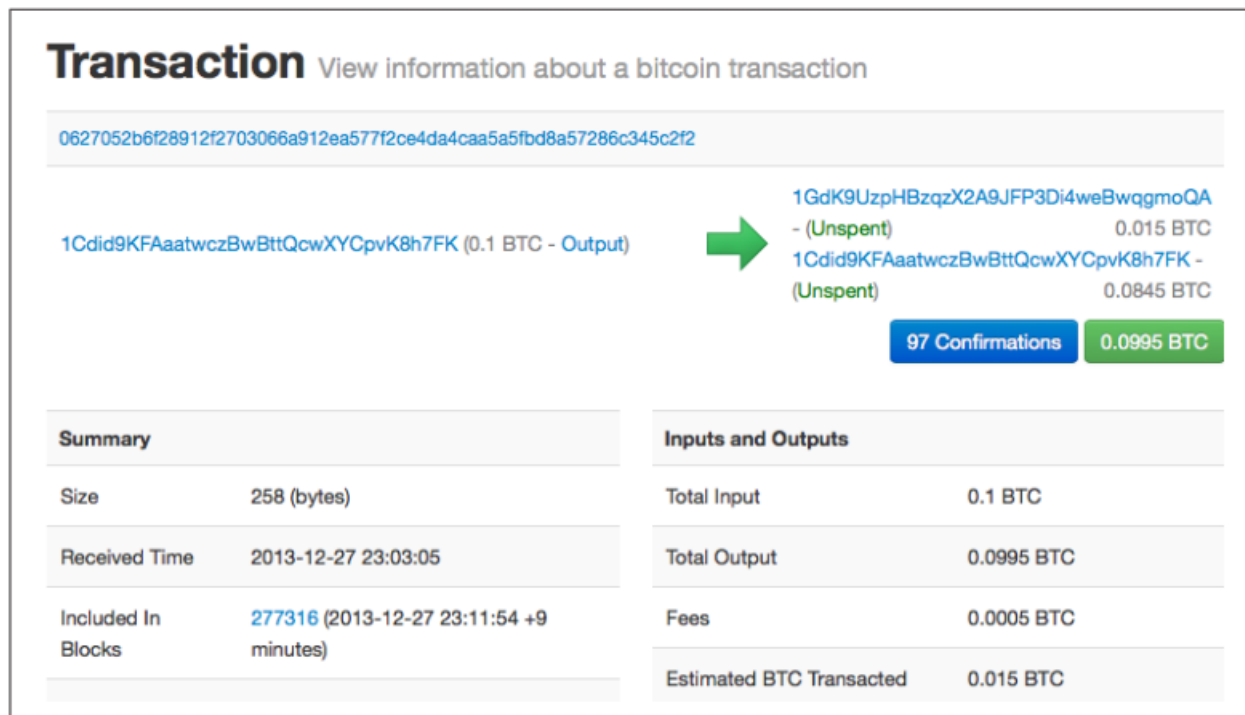 Transaction View information about a bitcoin transaction
0627052b6f28912f2703066a912ea577f2ce4da4caa5a5fbd8a57286c345c2f2
1Cdid9KFAaatwczBwBttQcwXYCpvK8h7FK (0.1 BTC - Output)
1GdK9UzpHBzqzX2A9JFP3Di4weBwqgmoQA
- (Unspent) 0.015 BTC
1Cdid9KFAaatwczBwBttQcwXYCpvK8h7FK -
(Unspent) 0.0845 BTC
97 Confirmations 0.0995 BTC
Summary
Size 258 (bytes)
Received Time 2013-12-27 23:03:05
Included In 277316 (2013-12-27 23:11:54 +9
Blocks minutes)
Inputs and Outputs
Total Input 0.1 BTC
Total Output 0.0995 BTC
Fees 0.0005 BTC
Estimated BTC Transacted 0.015 BTC